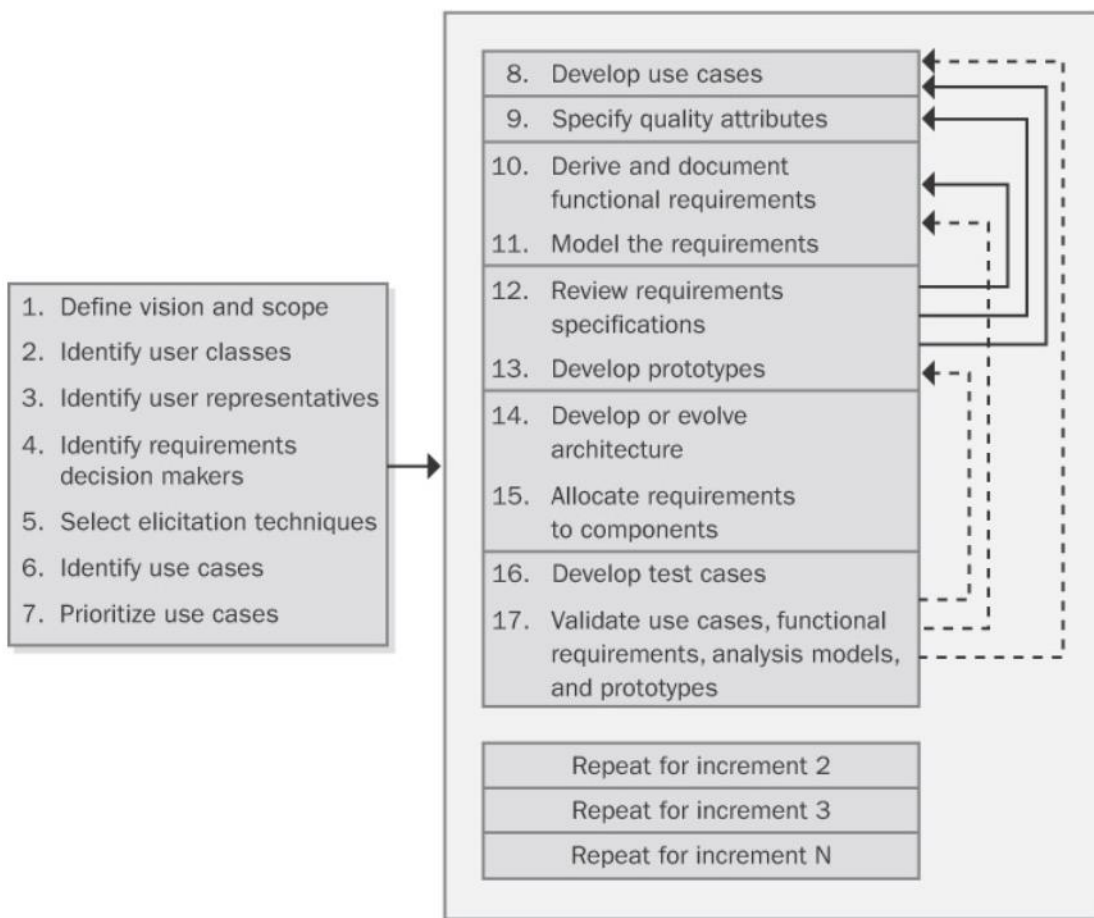 1. Define vision and scope
2. Identify user classes
3. Identify user representatives
4. Identify requirements
decision makers
5. Select elicitation techniques
6. Identify use cases
7. Prioritize use cases
8. Develop use cases
9. Specify quality attributes
10. Derive and document
functional requirements
11. Model the requirements
12. Review requirements
specifications
13. Develop prototypes
14. Develop or evolve
architecture
15. Allocate requirements
to components
16. Develop test cases
17. Validate use cases, functional
requirements, analysis models,
and prototypes
Repeat for increment 2
Repeat for increment 3
Repeat for increment N